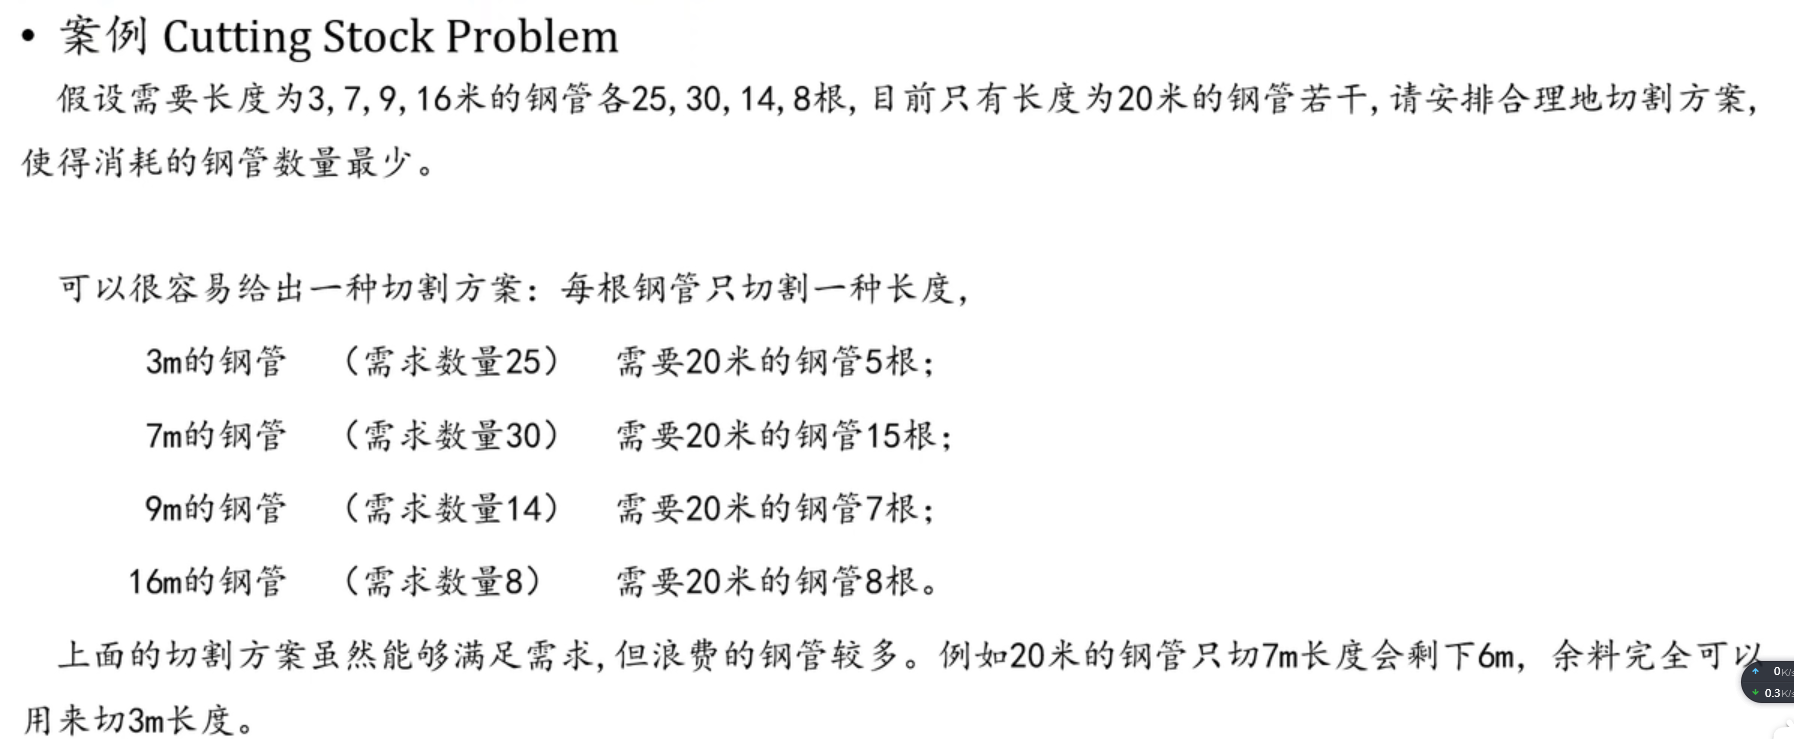 • 案例 Cutting Stock Problem
假设需要长度为3,7,9,16米的钢管各25,30,14,8根,目前只有长度为20米的钢管若干,请安排合理地切割方案,
使得消耗的钢管数量最少。
可以很容易给出一种切割方案：每根钢管只切割一种长度，
3m的钢管 （需求数量25） 需要20米的钢管5根；
7m的钢管 （需求数量30） 需要20米的钢管15根；
9m的钢管 （需求数量14） 需要20米的钢管7根；
16m的钢管 （需求数量8） 需要20米的钢管8根。
上面的切割方案虽然能够满足需求,但浪费的钢管较多。例如20米的钢管只切7m长度会剩下6m，余料完全可以
用来切3m长度。
↑ 0K/s
↓ 0.3K/s